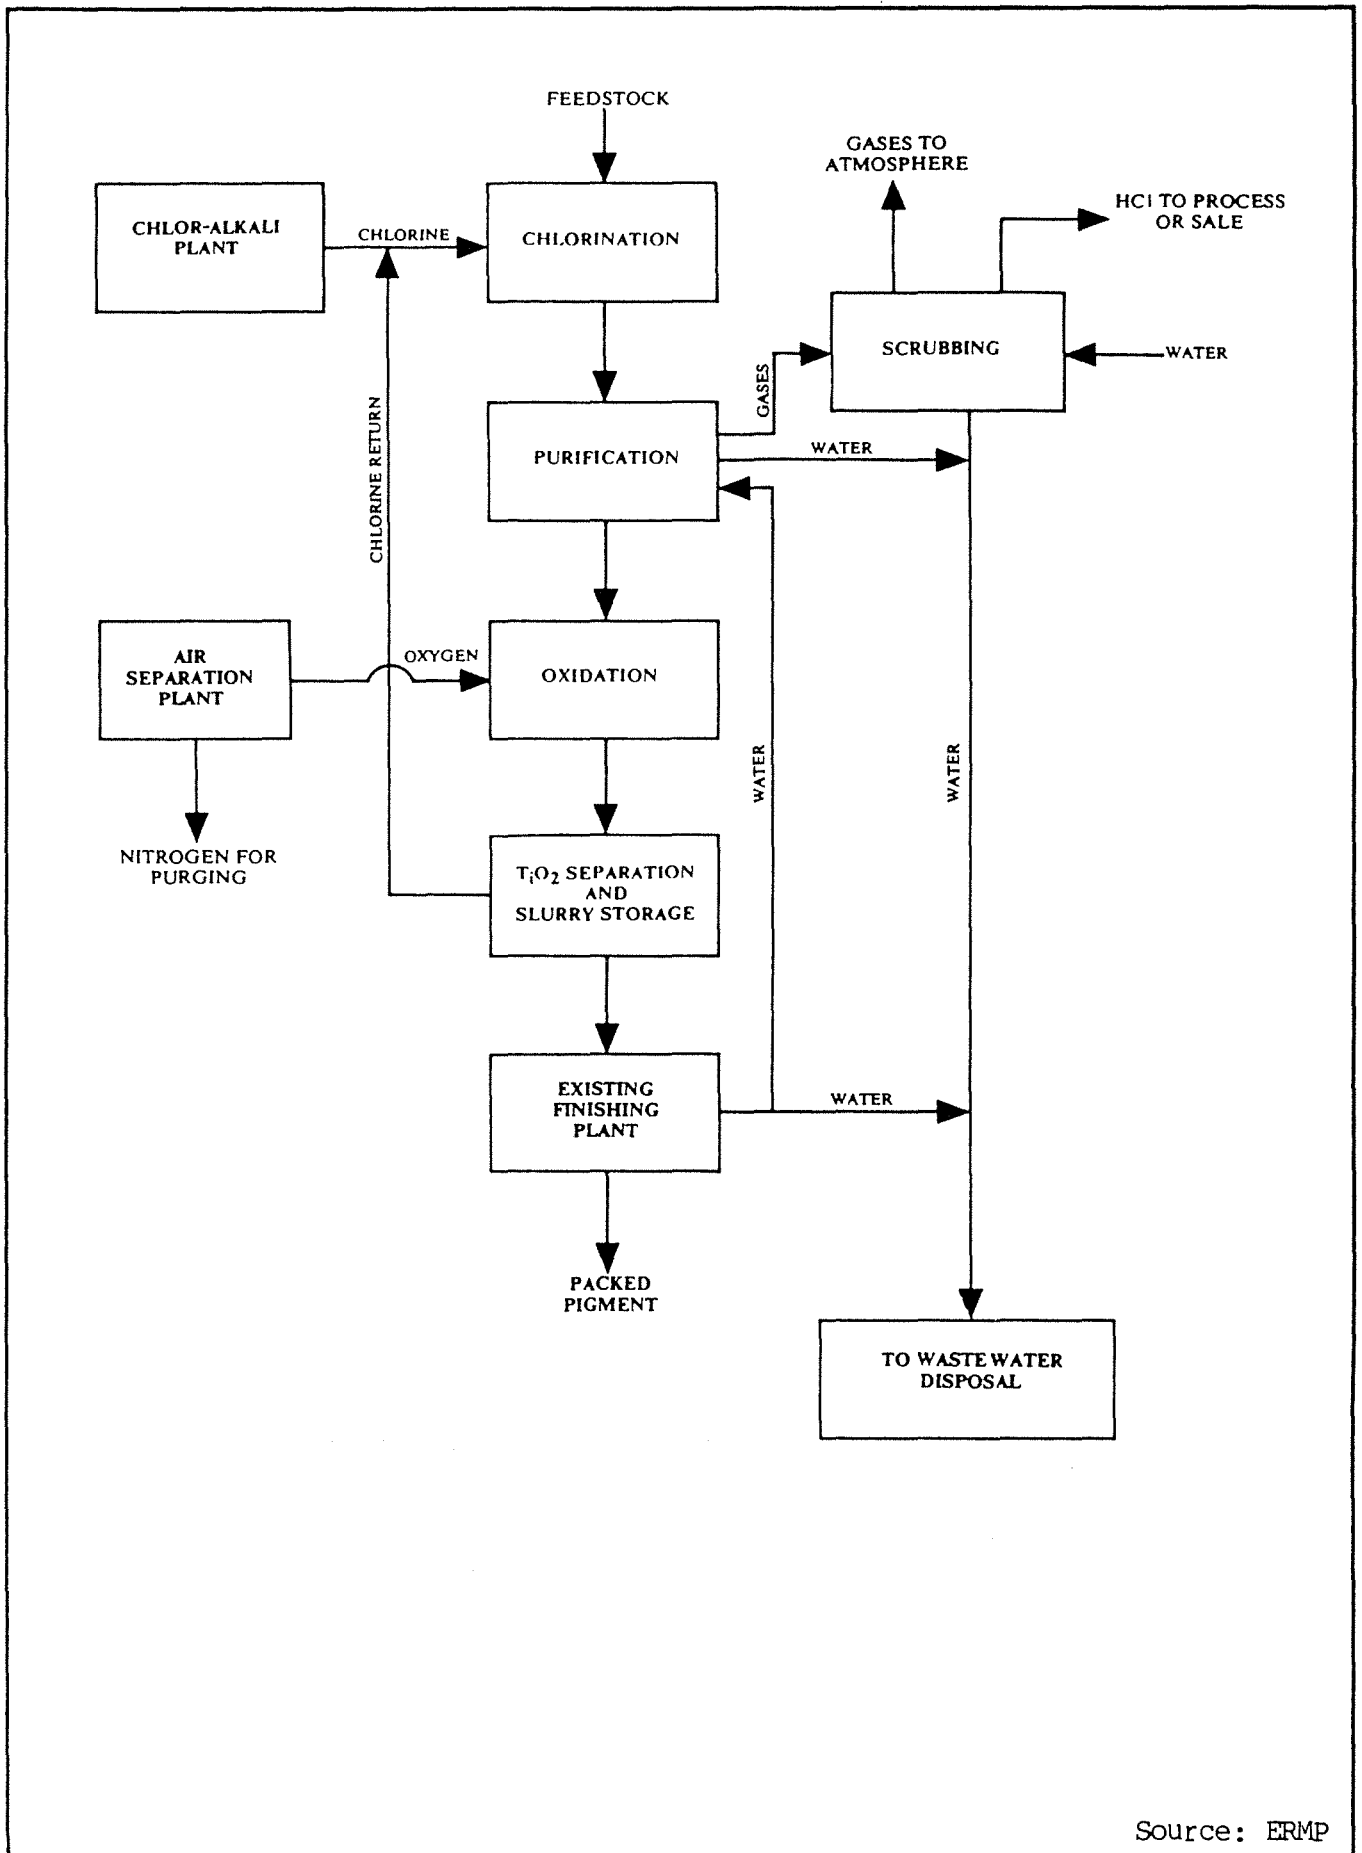 FEEDSTOCK
GASES TO
ATMOSPHERE
HCl TO PROCESS
OR SALE
CHLOR-ALKALI
PLANT
CHLORINE
CHLORINATION
SCRUBBING
WATER
GASES
CHLORINE RETURN
PURIFICATION
WATER
AIR
SEPARATION
PLANT
OXYGEN
OXIDATION
WATER
WATER
NITROGEN FOR
PURGING
TiO2 SEPARATION
AND
SLURRY STORAGE
EXISTING
FINISHING
PLANT
WATER
PACKED
PIGMENT
TO WASTE WATER
DISPOSAL
Source: ERMP